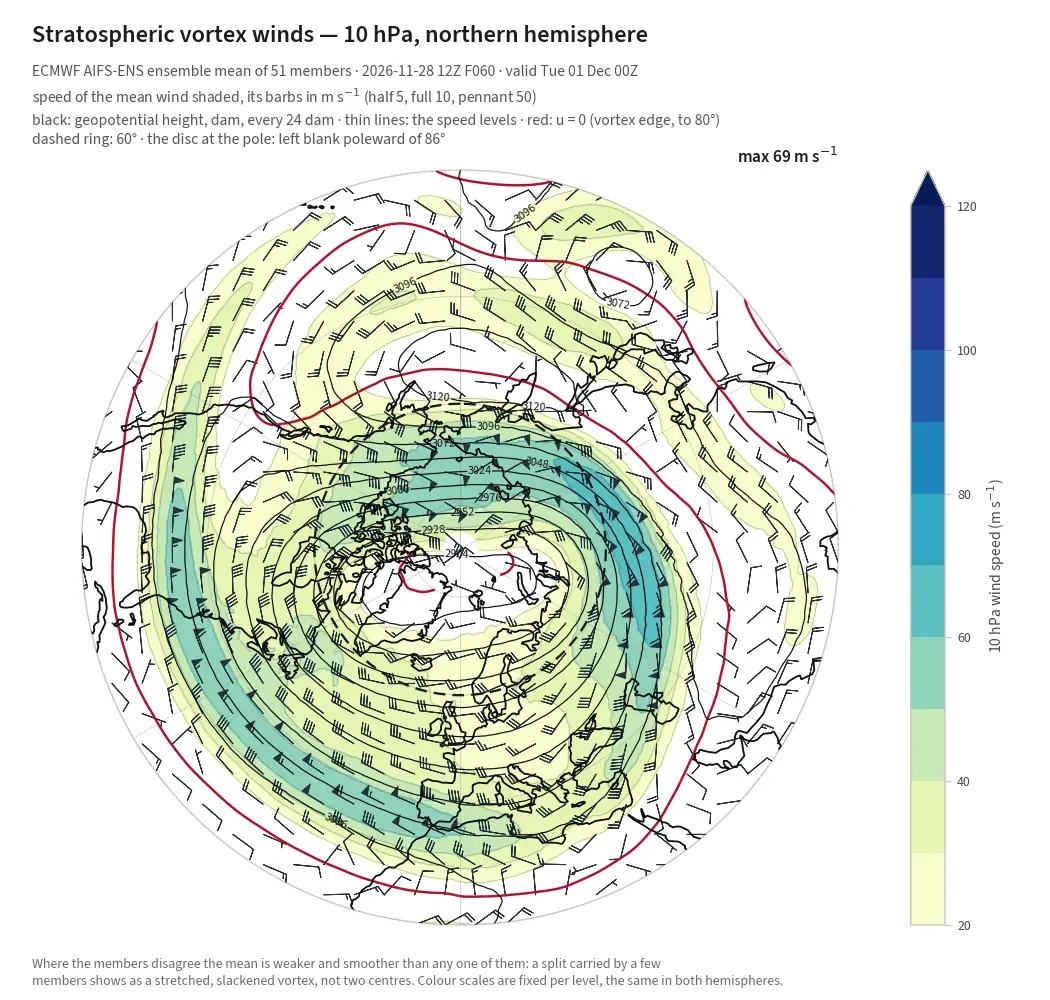 Stratospheric vortex winds — 10 hPa, northern hemisphere
ECMWF AIFS-ENS ensemble mean of 51 members · 2026-11-28 12Z F060 · valid Tue 01 Dec 00Z
speed of the mean wind shaded, its barbs in m s⁻¹ (half 5, full 10, pennant 50)
black: geopotential height, dam, every 24 dam · thin lines: the speed levels · red: u = 0 (vortex edge, to 80°)
dashed ring: 60° · the disc at the pole: left blank poleward of 86°
max 69 m s⁻¹
120
100
80
60
40
20
10 hPa wind speed (m s⁻¹)
3096
3096
3072
3120
3120
3096
3048
3024
2976
2952
2928
Where the members disagree the mean is weaker and smoother than any one of them: a split carried by a few
members shows as a stretched, slackened vortex, not two centres. Colour scales are fixed per level, the same in both hemispheres.